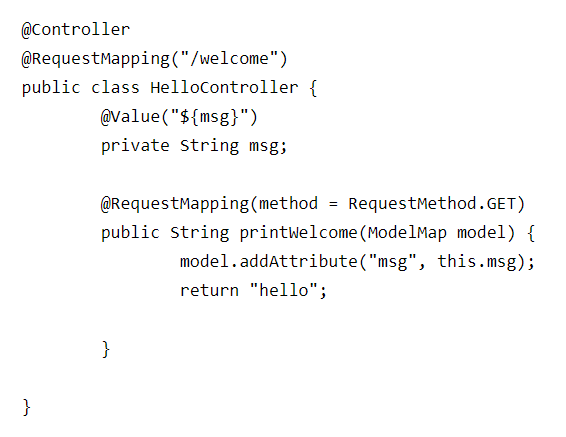 @Controller
@RequestMapping("/welcome")
public class HelloController {
        @Value("${msg}")
        private String msg;

        @RequestMapping(method = RequestMethod.GET)
        public String printWelcome(ModelMap model) {
                model.addAttribute("msg", this.msg);
                return "hello";

        }

}